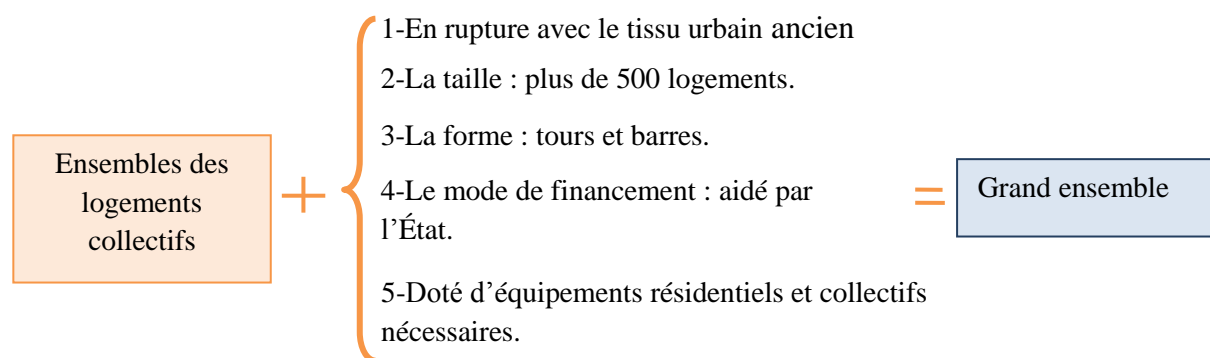 Ensembles des
logements
collectifs
+
1-En rupture avec le tissu urbain ancien
2-La taille : plus de 500 logements.
3-La forme : tours et barres.
4-Le mode de financement : aidé par
l’État.
5-Doté d’équipements résidentiels et collectifs
nécessaires.
=
Grand ensemble